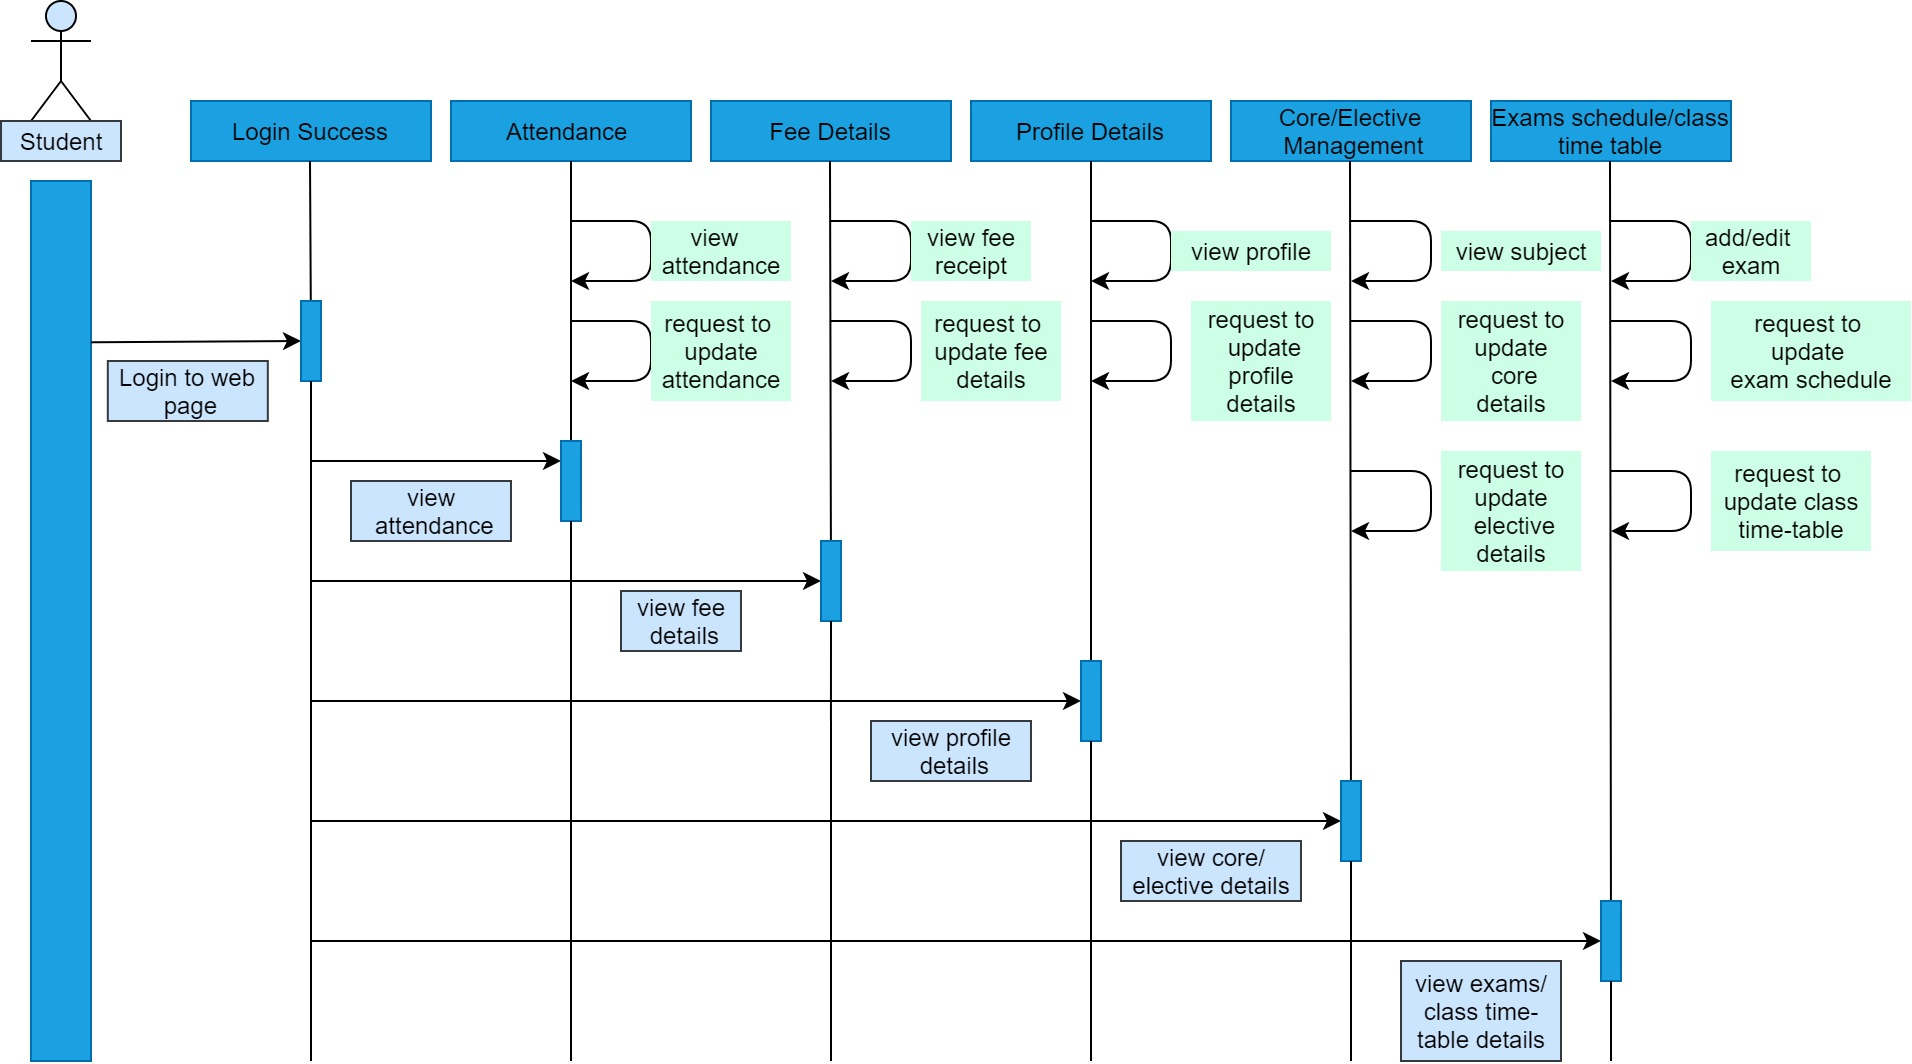 Student
Login Success
Attendance
Fee Details
Profile Details
Core/Elective
Management
Exams schedule/class
time table
view
attendance
view fee
receipt
view profile
view subject
add/edit
exam
request to
update
attendance
request to
update fee
details
request to
update
profile
details
request to
update
core
details
request to
update
exam schedule
Login to web
page
view
attendance
request to
update
elective
details
request to
update class
time-table
view fee
details
view profile
details
view core/
elective details
view exams/
class time-
table details